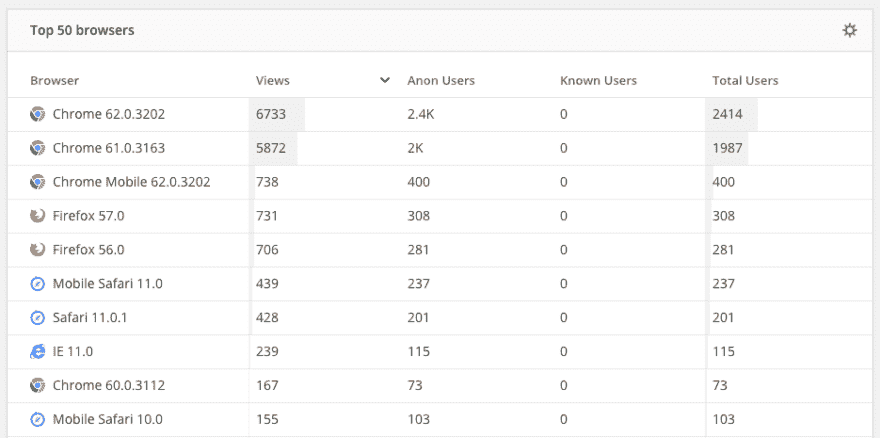 Top 50 browsers
Browser Views Anon Users Known Users Total Users
Chrome 62.0.3202 6733 2.4K 0 2414
Chrome 61.0.3163 5872 2K 0 1987
Chrome Mobile 62.0.3202 738 400 0 400
Firefox 57.0 731 308 0 308
Firefox 56.0 706 281 0 281
Mobile Safari 11.0 439 237 0 237
Safari 11.0.1 428 201 0 201
IE 11.0 239 115 0 115
Chrome 60.0.3112 167 73 0 73
Mobile Safari 10.0 155 103 0 103